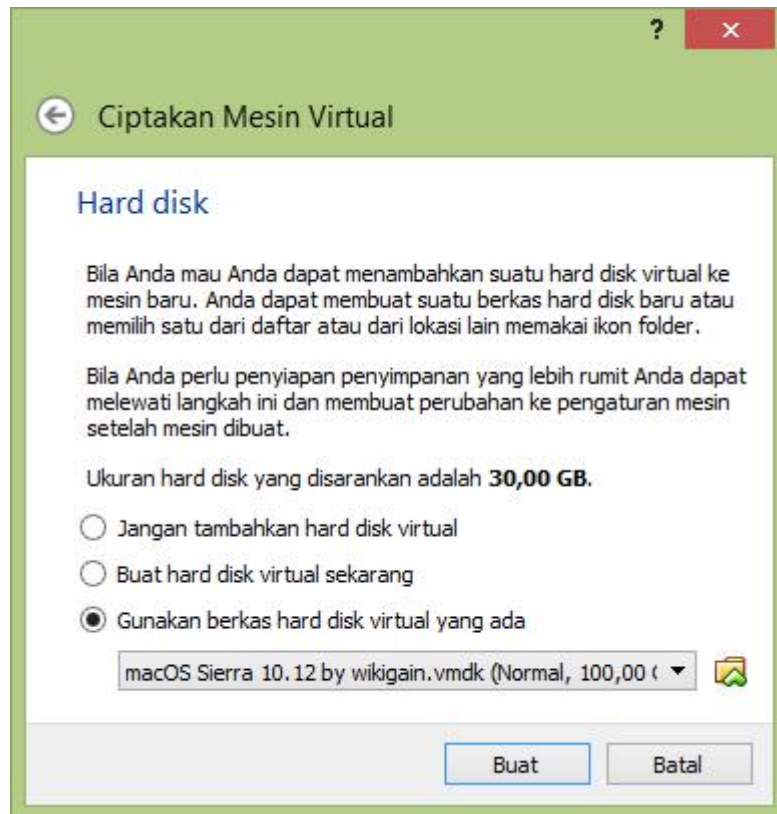 ?
Ciptakan Mesin Virtual
Hard disk
Bila Anda mau Anda dapat menambahkan suatu hard disk virtual ke
mesin baru. Anda dapat membuat suatu berkas hard disk baru atau
memilih satu dari daftar atau dari lokasi lain memakai ikon folder.
Bila Anda perlu penyiapan penyimpanan yang lebih rumit Anda dapat
melewati langkah ini dan membuat perubahan ke pengaturan mesin
setelah mesin dibuat.
Ukuran hard disk yang disarankan adalah 30,00 GB.
Jangan tambahkan hard disk virtual
Buat hard disk virtual sekarang
Gunakan berkas hard disk virtual yang ada
macOS Sierra 10.12 by wikigain.vmdk (Normal, 100,00
Buat Batal